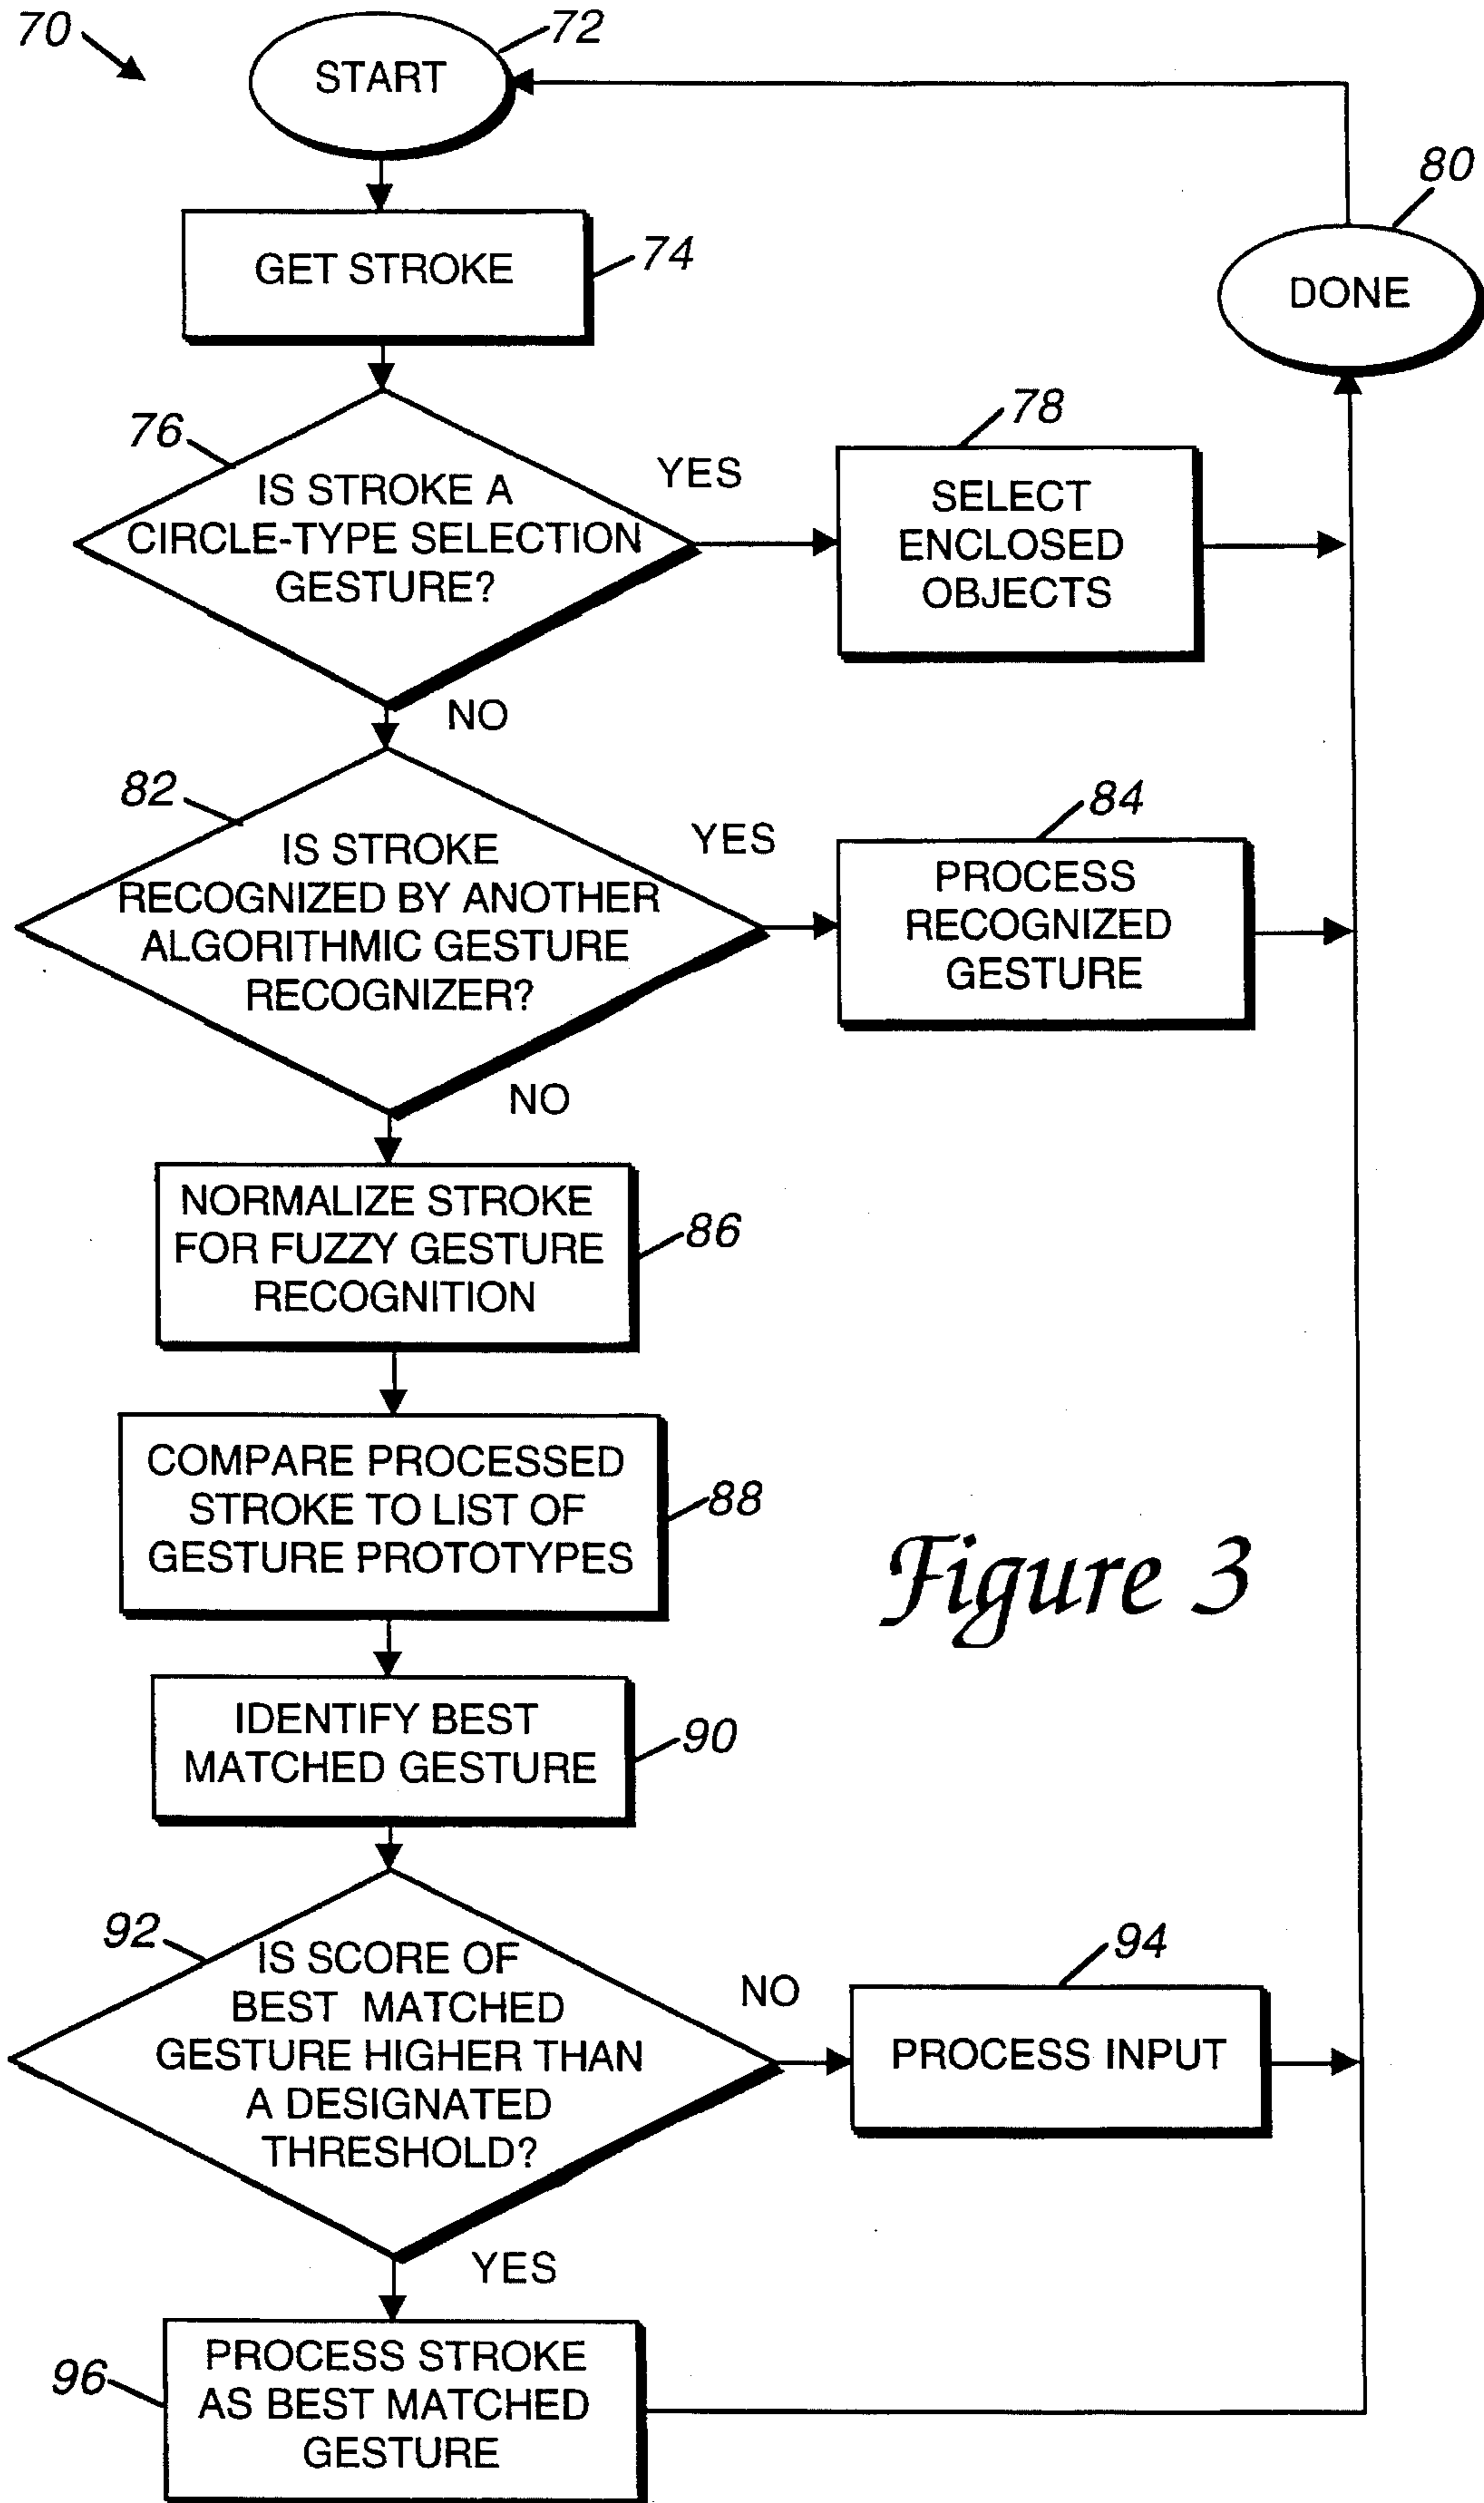 70
72
START
80
DONE
GET STROKE
74
76
IS STROKE A
CIRCLE-TYPE SELECTION
GESTURE?
YES
78
SELECT
ENCLOSED
OBJECTS
NO
82
IS STROKE
RECOGNIZED BY ANOTHER
ALGORITHMIC GESTURE
RECOGNIZER?
YES
84
PROCESS
RECOGNIZED
GESTURE
NO
NORMALIZE STROKE
FOR FUZZY GESTURE
RECOGNITION
86
COMPARE PROCESSED
STROKE TO LIST OF
GESTURE PROTOTYPES
88
Figure 3
IDENTIFY BEST
MATCHED GESTURE
90
92
IS SCORE OF
BEST MATCHED
GESTURE HIGHER THAN
A DESIGNATED
THRESHOLD?
NO
94
PROCESS INPUT
YES
96
PROCESS STROKE
AS BEST MATCHED
GESTURE